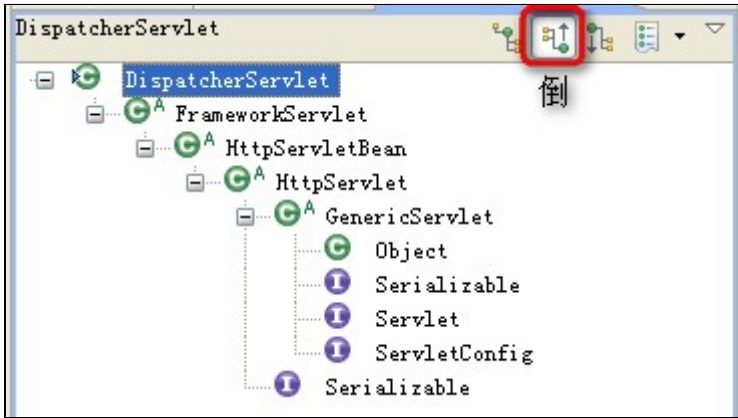 DispatcherServlet
倒
DispatcherServlet
FrameworkServlet
HttpServletBean
HttpServlet
GenericServlet
Object
Serializable
Servlet
ServletConfig
Serializable